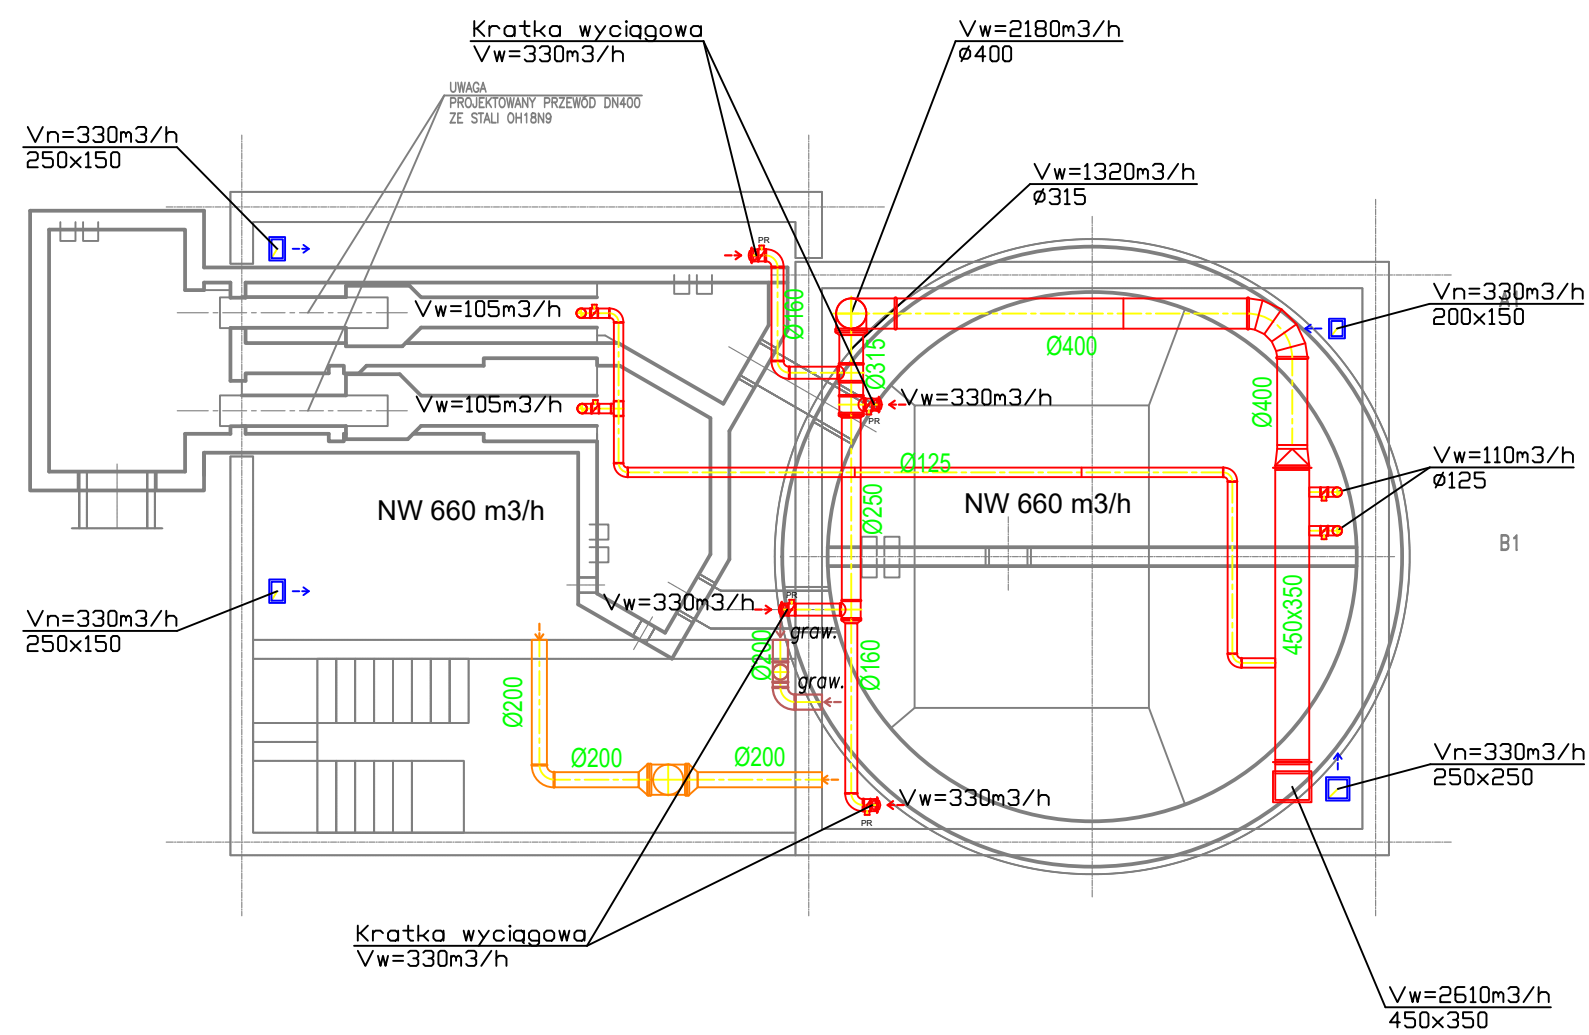 Kratka wyciągowa
Vw=330m3/h
Vw=2180m3/h
Ø400
UWAGA
PROJEKTOWANY PRZEWÓD DN400
ZE STALI OH18N9
Vn=330m3/h
250x150
Vw=1320m3/h
Ø315
PR
Vw=105m3/h
Ø160
Ø315
Ø400
Vn=330m3/h
200x150
Vw=105m3/h
Vw=330m3/h
PR
Ø400
Ø125
Vw=110m3/h
Ø125
NW 660 m3/h
Ø250
NW 660 m3/h
B1
Vn=330m3/h
250x150
Vw=330m3/h
PR
graw.
Ø200
graw.
Ø160
450x350
Ø200
Ø200
Ø200
Vw=330m3/h
PR
Vn=330m3/h
250x250
Kratka wyciągowa
Vw=330m3/h
Vw=2610m3/h
450x350